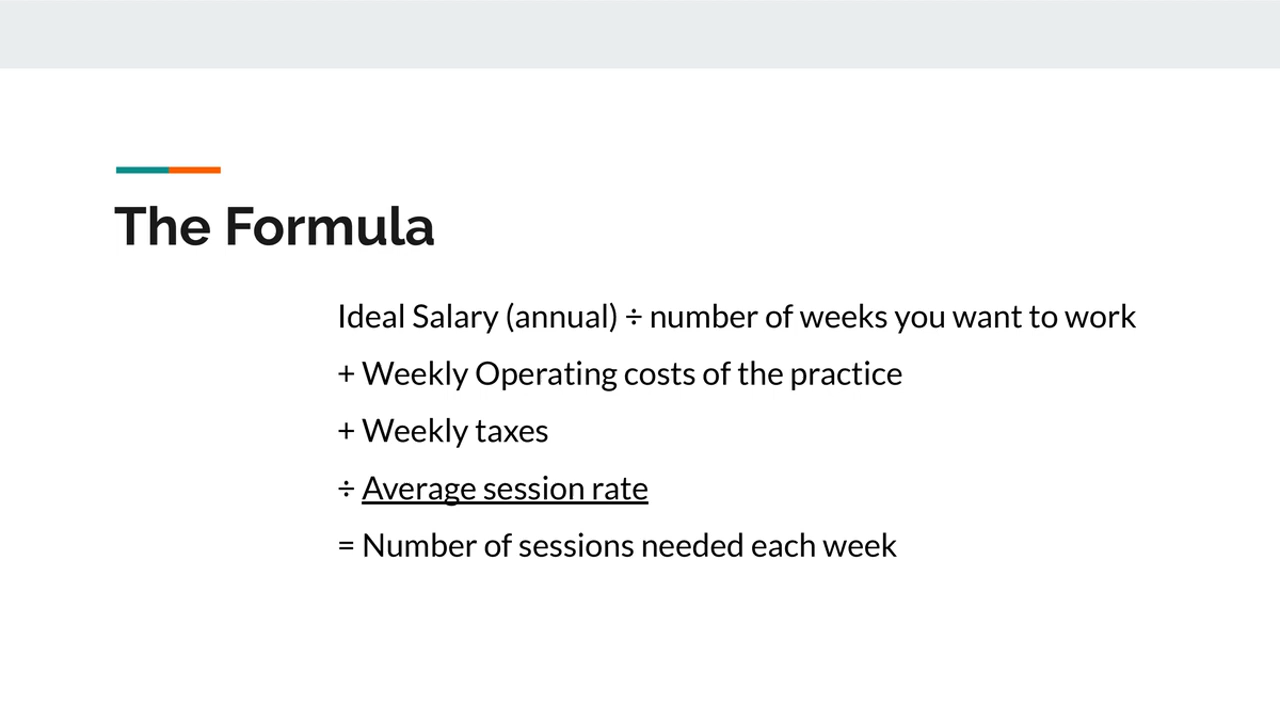 The Formula
Ideal Salary (annual) ÷ number of weeks you want to work
+ Weekly Operating costs of the practice
+ Weekly taxes
÷ Average session rate
= Number of sessions needed each week